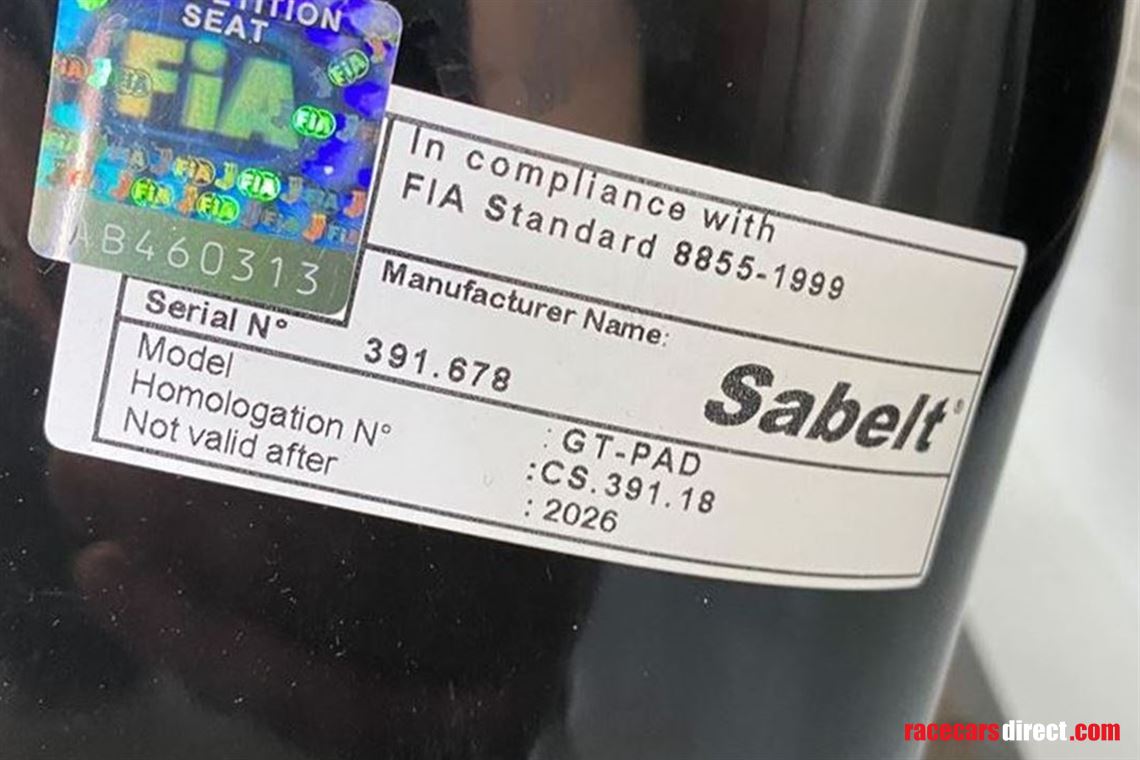 SEAT
FiA
AB460313
In compliance with
FIA Standard 8855-1999
Manufacturer Name:
Sabelt®
Serial N° 391.678
Model : GT-PAD
Homologation N° :CS.391.18
Not valid after : 2026
racecarsdirect.com